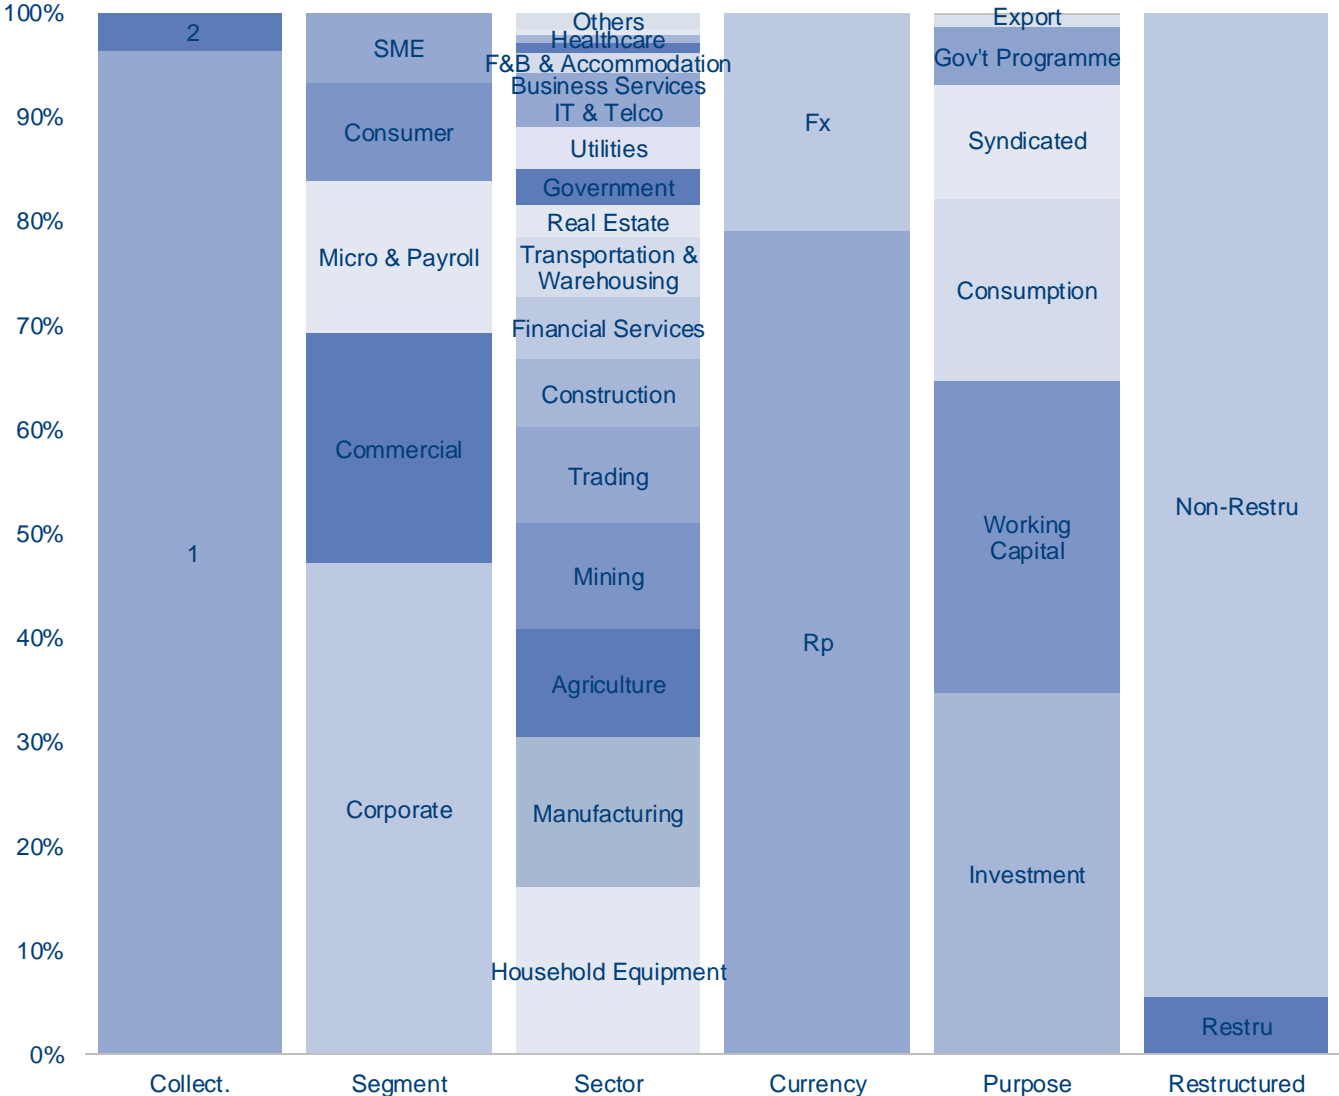 100%
90%
80%
70%
60%
50%
40%
30%
20%
10%
0%
2
1
SME
Consumer
Micro & Payroll
Commercial
Corporate
Others
Healthcare
F&B & Accommodation
Business Services
IT & Telco
Utilities
Government
Real Estate
Transportation &
Warehousing
Financial Services
Construction
Trading
Mining
Agriculture
Manufacturing
Household Equipment
Fx
Rp
Export
Gov't Programme
Syndicated
Consumption
Working
Capital
Investment
Non-Restru
Restru
Collect.
Segment
Sector
Currency
Purpose
Restructured